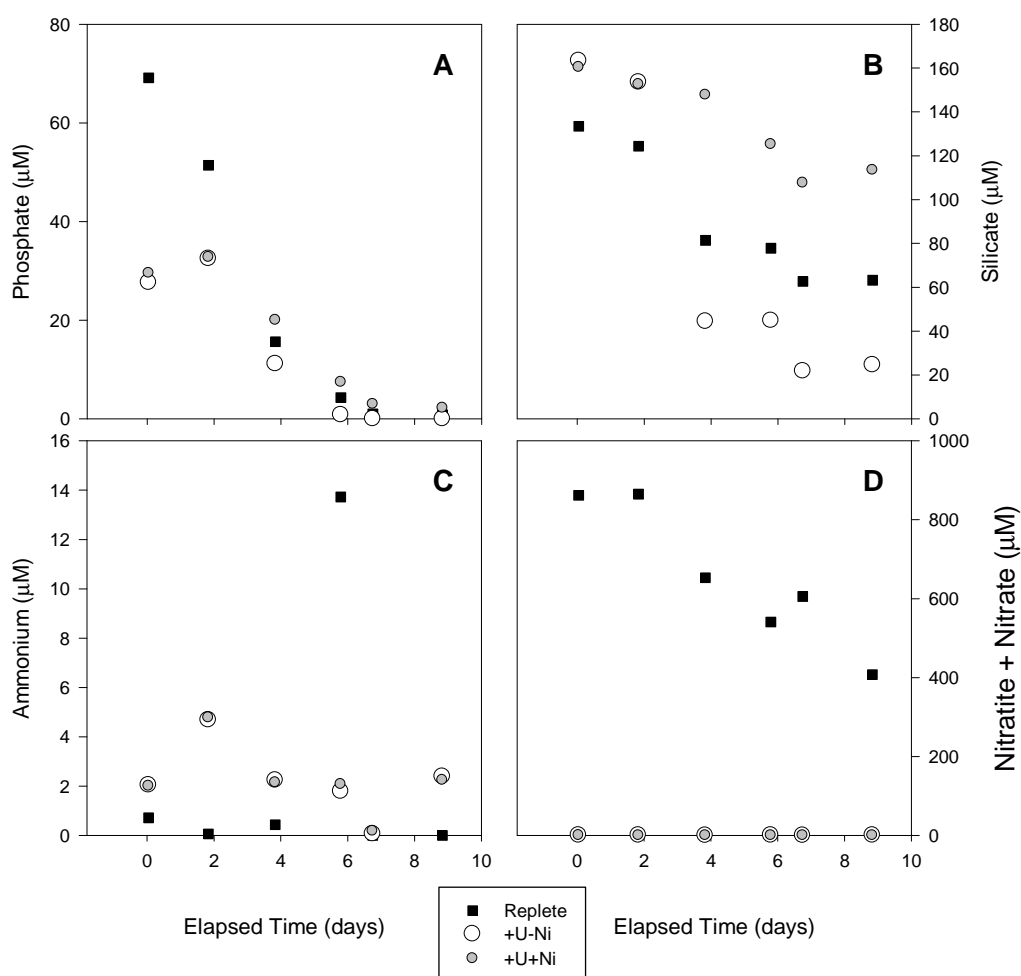 A
80
60
40
20
0
Phosphate (μM)
B
180
160
140
120
100
80
60
40
20
0
Silicate (μM)
C
16
14
12
10
8
6
4
2
0
Ammonium (μM)
0 2 4 6 8 10
D
1000
800
600
400
200
0
Nitratite + Nitrate (μM)
0 2 4 6 8 10
Elapsed Time (days)
Elapsed Time (days)
Replete
+U-Ni
+U+Ni